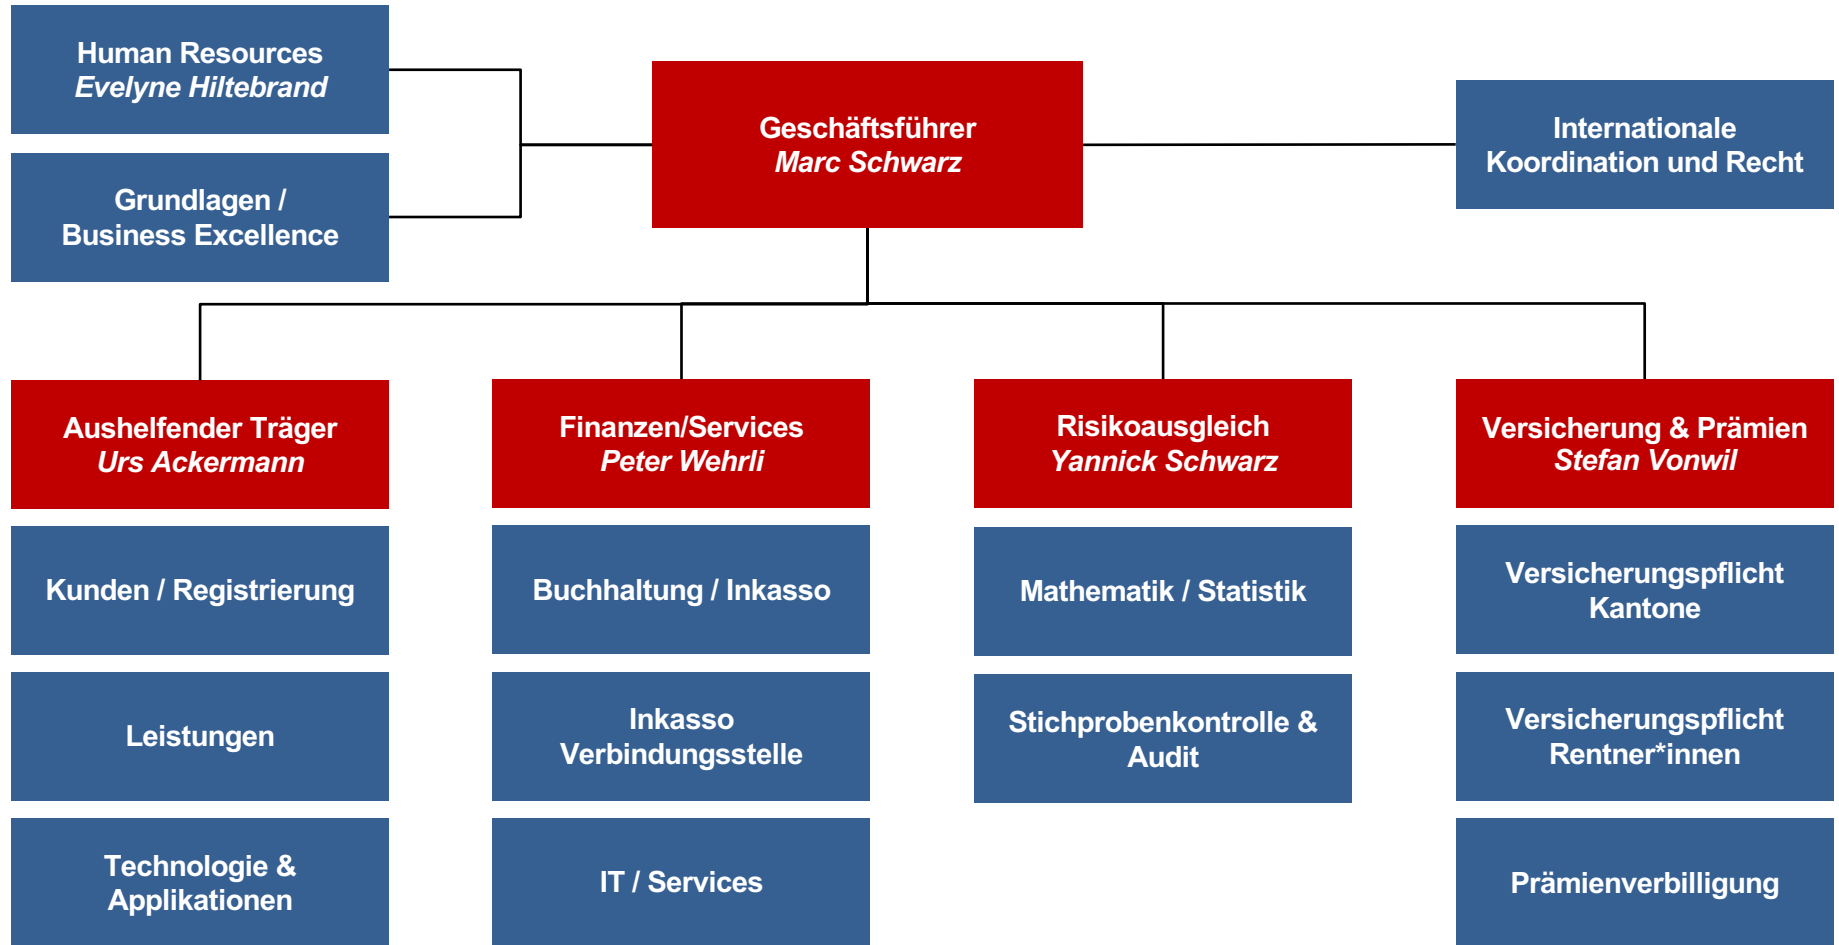 Human Resources
Evelyne Hiltebrand
Grundlagen /
Business Excellence
Geschäftsführer
Marc Schwarz
Internationale
Koordination und Recht
Aushelfender Träger
Urs Ackermann
Kunden / Registrierung
Leistungen
Technologie &
Applikationen
Finanzen/Services
Peter Wehrli
Buchhaltung / Inkasso
Inkasso
Verbindungsstelle
IT / Services
Risikoausgleich
Yannick Schwarz
Mathematik / Statistik
Stichprobenkontrolle &
Audit
Versicherung & Prämien
Stefan Vonwil
Versicherungspflicht
Kantone
Versicherungspflicht
Rentner*innen
Prämienverbilligung